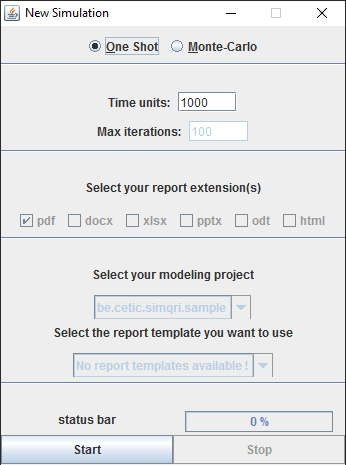 New Simulation
One Shot Monte-Carlo
Time units: 1000
Max iterations: 100
Select your report extension(s)
pdf docx xlsx pptx odt html
Select your modeling project
be.cetic.simqri.sample
Select the report template you want to use
No report templates available !
status bar 0 %
Start Stop